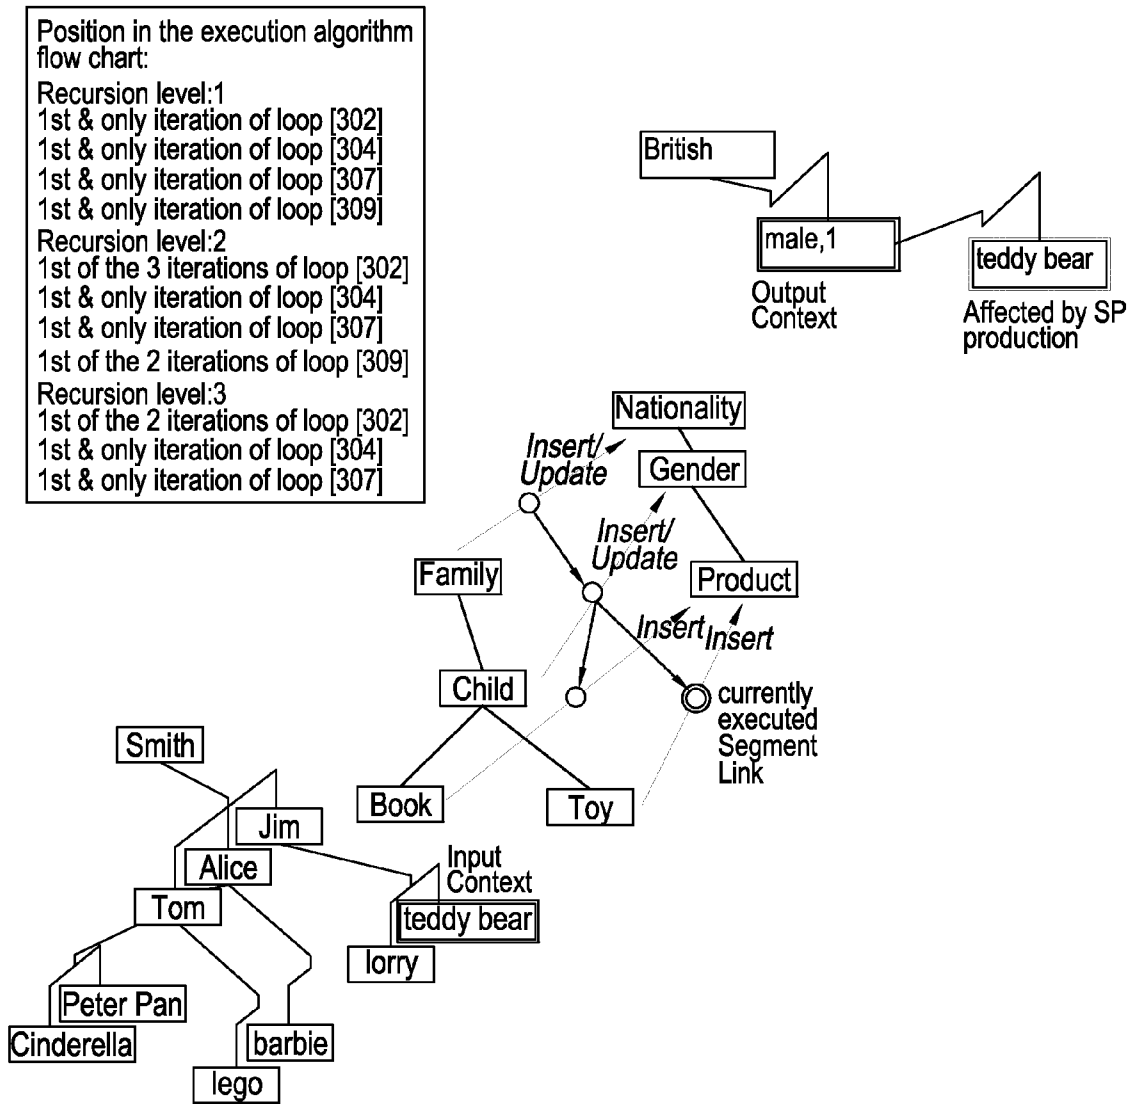 Position in the execution algorithm
flow chart:
Recursion level:1
1st & only iteration of loop [302]
1st & only iteration of loop [304]
1st & only iteration of loop [307]
1st & only iteration of loop [309]
Recursion level:2
1st of the 3 iterations of loop [302]
1st & only iteration of loop [304]
1st & only iteration of loop [307]
1st of the 2 iterations of loop [309]
Recursion level:3
1st of the 2 iterations of loop [302]
1st & only iteration of loop [304]
1st & only iteration of loop [307]
British
male,1
Output
Context
teddy bear
Affected by SP
production
Nationality
Insert/
Update
Gender
Insert/
Update
Family
Product
Insert
Insert
Child
currently
executed
Segment
Link
Smith
Book
Toy
Jim
Alice
Input
Context
Tom
teddy bear
lorry
Peter Pan
Cinderella
barbie
lego